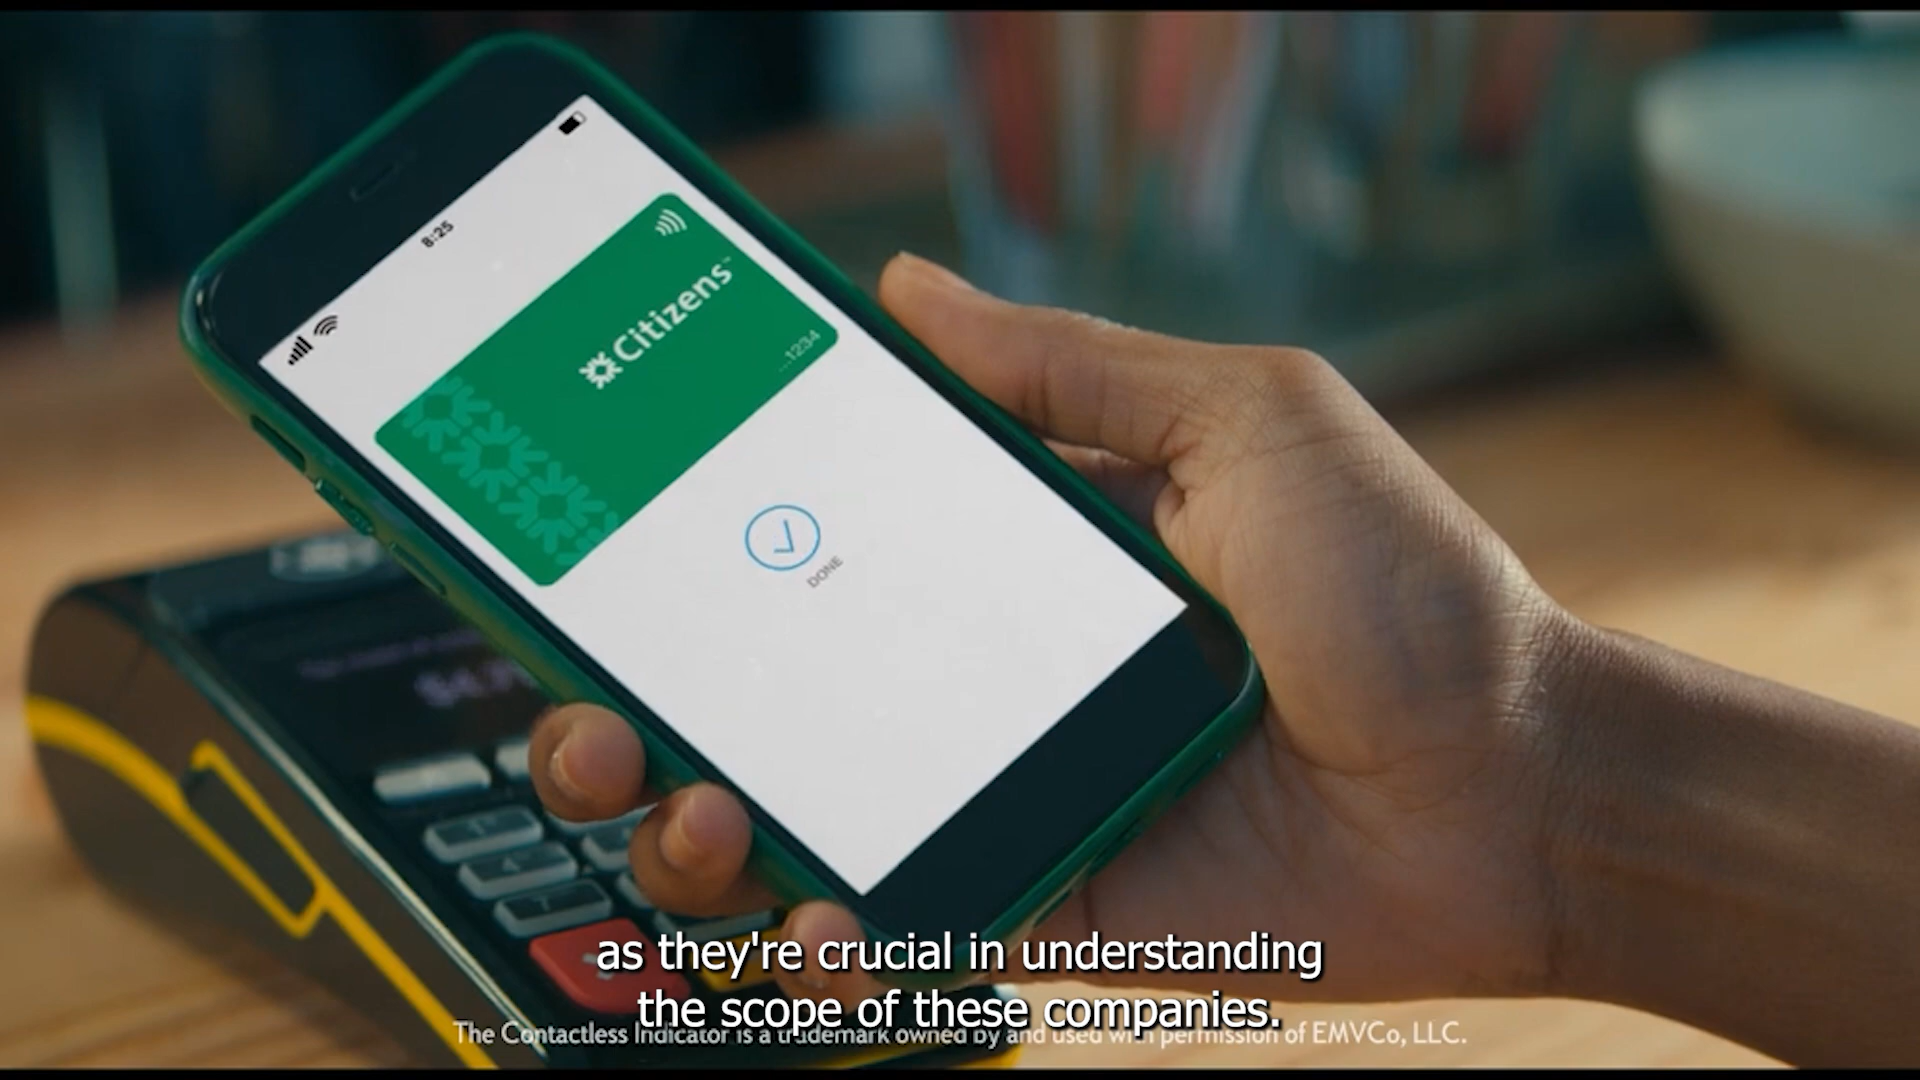 8:25
Citizens™
...1234
DONE
as they're crucial in understanding
the scope of these companies.
The Contactless Indicator is a trademark owned by and used with permission of EMVCo, LLC.